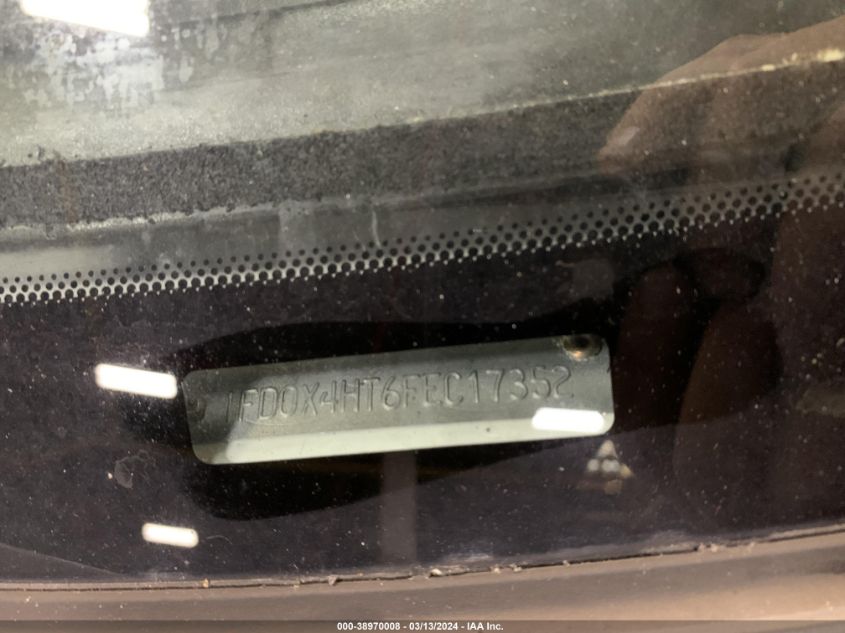 1FD0X4HT6FEC17352
000-38970008 - 03/13/2024 - IAA Inc.